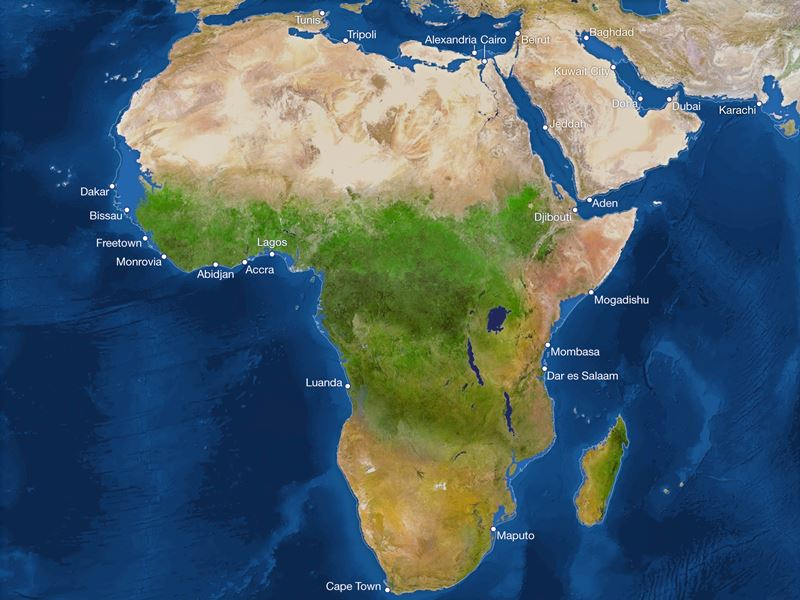 Tunis
Tripoli
Alexandria
Cairo
Beirut
Baghdad
Kuwait City
Doha
Dubai
Karachi
Jeddah
Dakar
Bissau
Aden
Djibouti
Freetown
Lagos
Monrovia
Abidjan
Accra
Mogadishu
Mombasa
Dar es Salaam
Luanda
Maputo
Cape Town